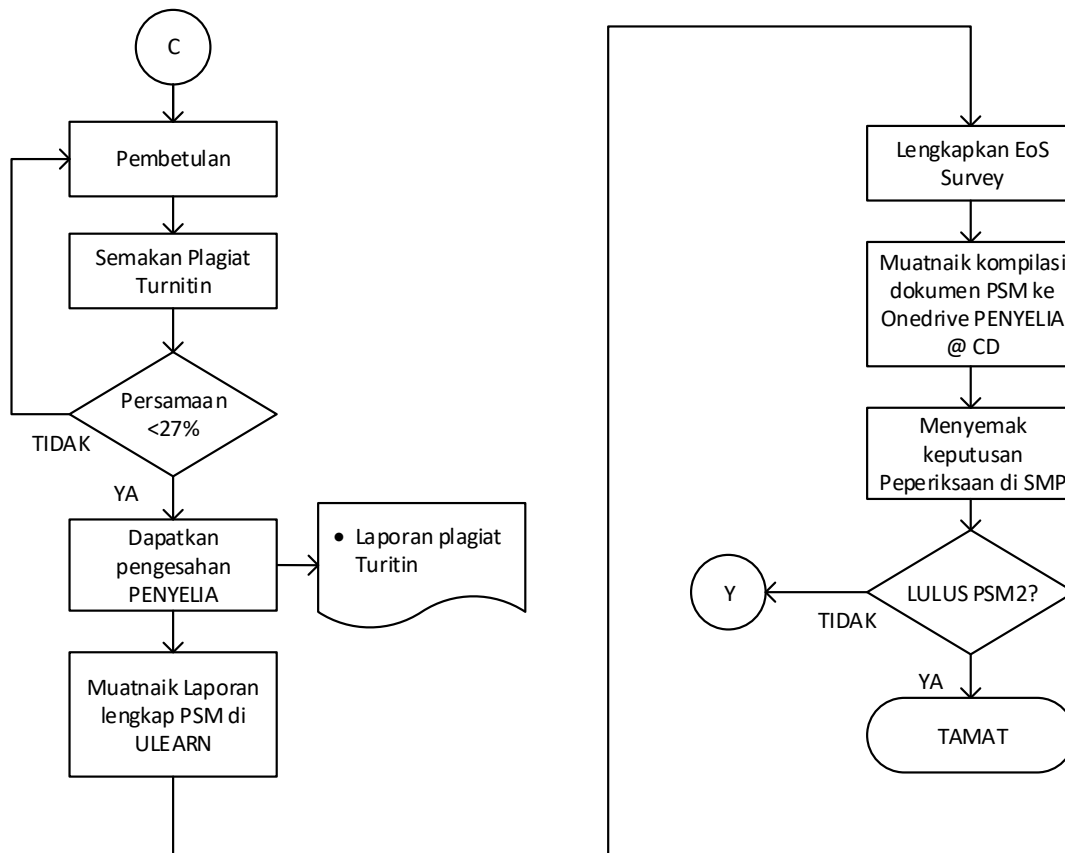 C
Pembetulan
Semakan Plagiat
Turnitin
Persamaan
<27%
TIDAK
YA
Dapatkan
pengesahan
PENYELIA
• Laporan plagiat
Turitin
Muatnaik Laporan
lengkap PSM di
ULEARN
Lengkapkan EoS
Survey
Muatnaik kompilasi
dokumen PSM ke
Onedrive PENYELIA
@ CD
Menyemak
keputusan
Peperiksaan di SMP
LULUS PSM2?
Y
TIDAK
YA
TAMAT